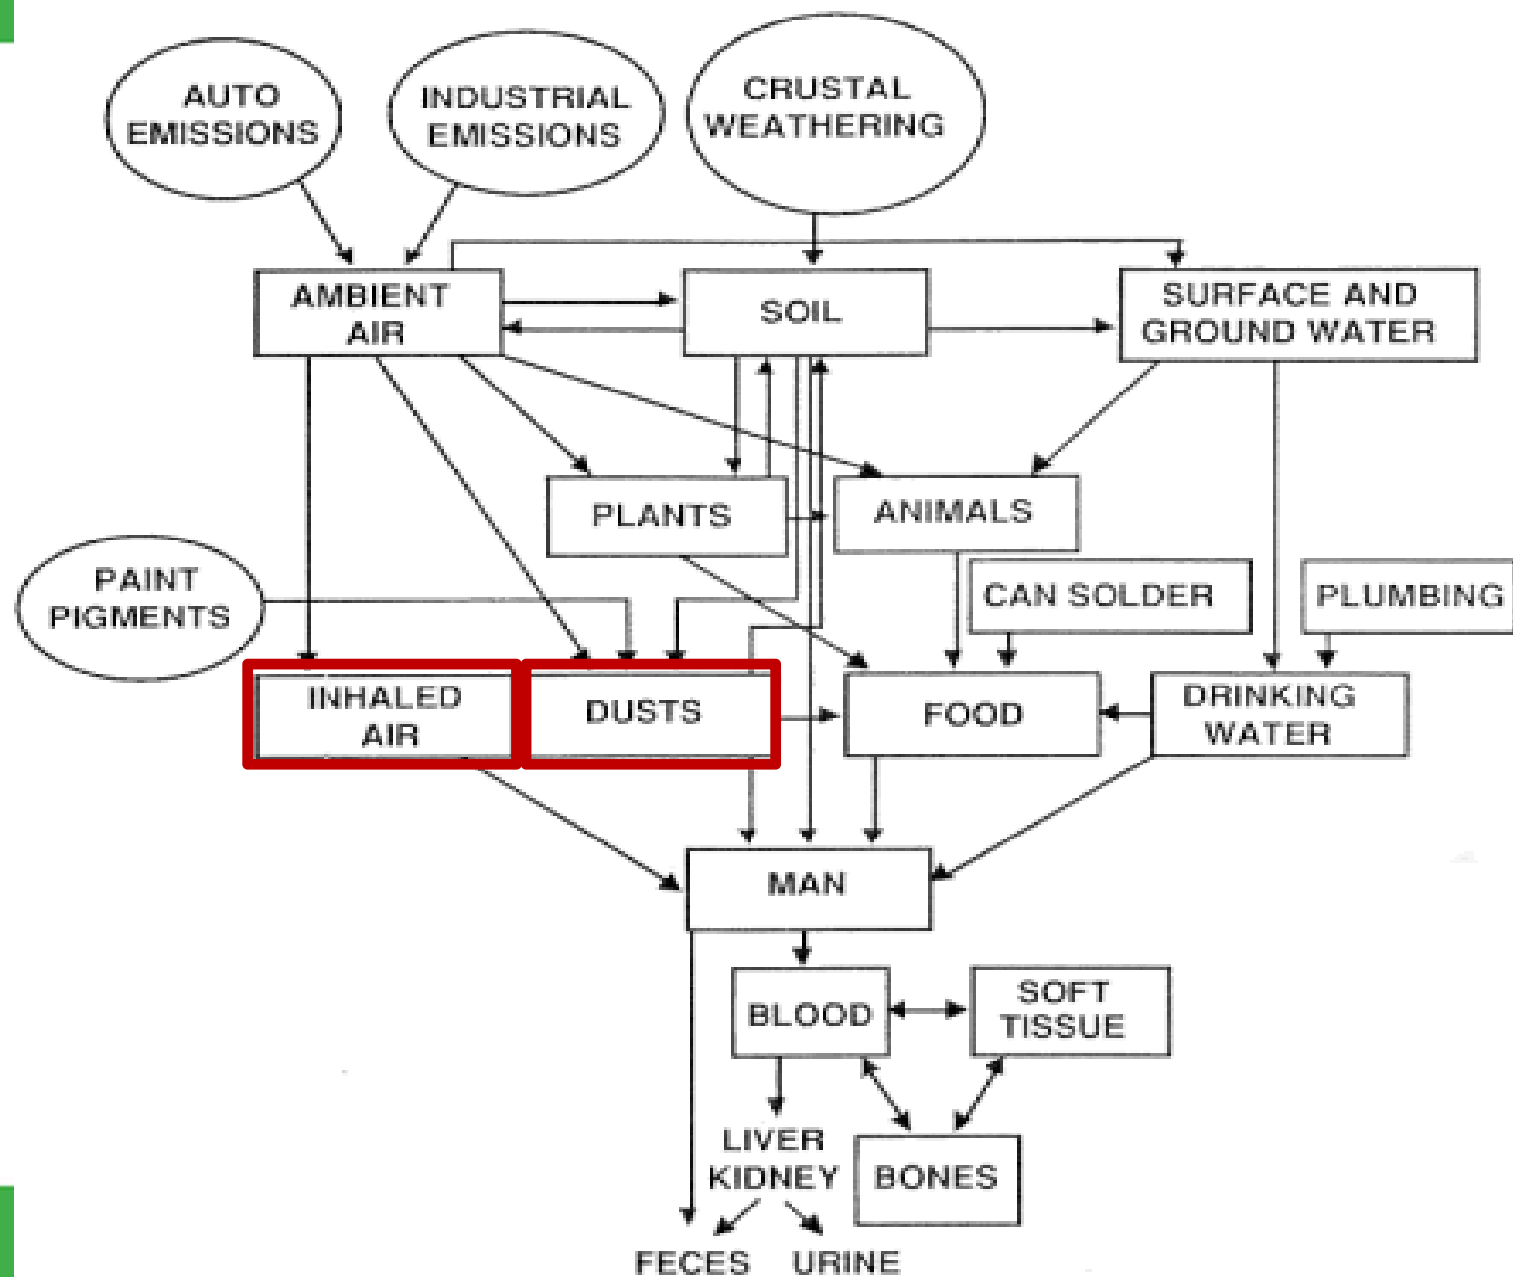 AUTO
EMISSIONS
INDUSTRIAL
EMISSIONS
CRUSTAL
WEATHERING
AMBIENT
AIR
SOIL
SURFACE AND
GROUND WATER
PLANTS
ANIMALS
PAINT
PIGMENTS
CAN SOLDER
PLUMBING
INHALED
AIR
DUSTS
FOOD
DRINKING
WATER
MAN
BLOOD
SOFT
TISSUE
LIVER
KIDNEY
BONES
FECES
URINE